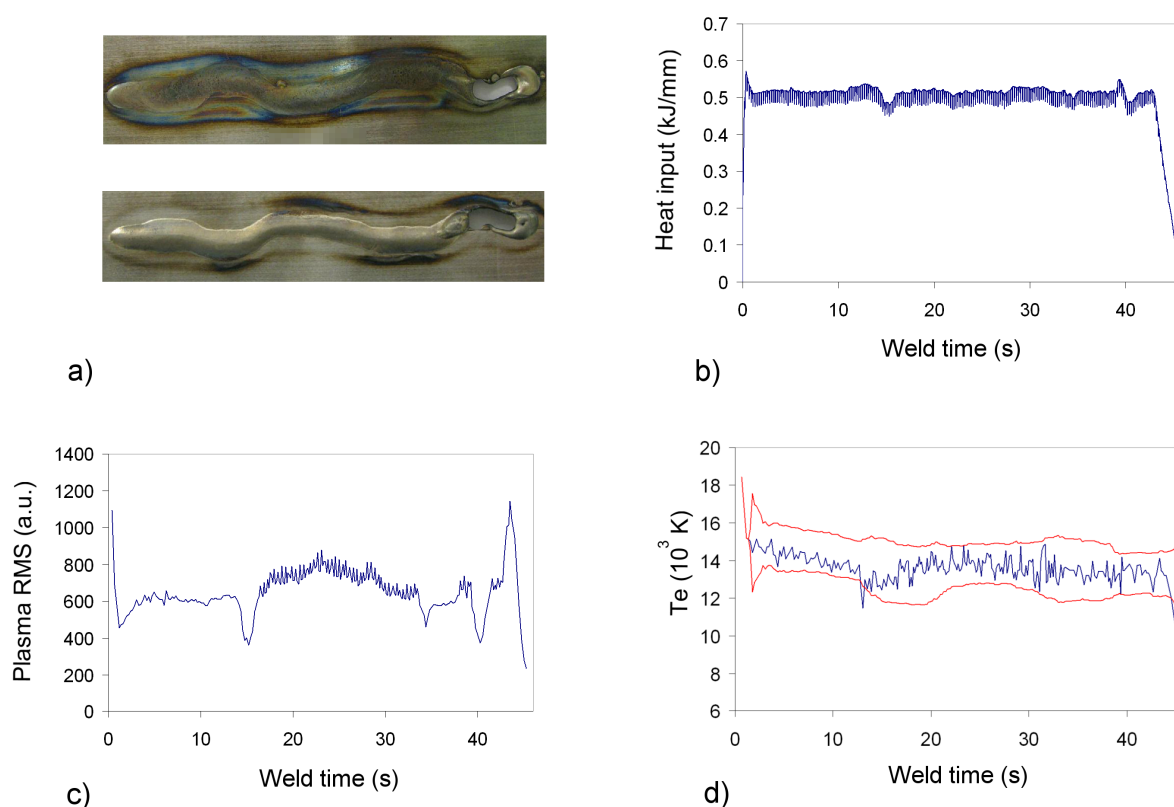 0.7
0.6
0.5
0.4
0.3
0.2
0.1
0
Heat input (kJ/mm)
0 10 20 30 40
Weld time (s)
a)
b)
1400
1200
1000
800
600
400
200
0
Plasma RMS (a.u.)
0 10 20 30 40
Weld time (s)
c)
20
18
16
14
12
10
8
6
Te (10³ K)
0 10 20 30 40
Weld time (s)
d)